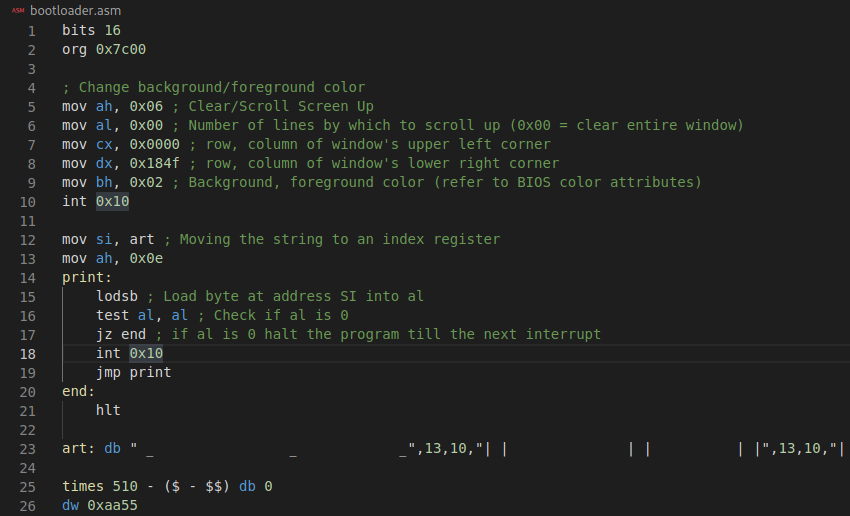 ASM bootloader.asm
1 bits 16
2 org 0x7c00
3
4 ; Change background/foreground color
5 mov ah, 0x06 ; Clear/Scroll Screen Up
6 mov al, 0x00 ; Number of lines by which to scroll up (0x00 = clear entire window)
7 mov cx, 0x0000 ; row, column of window's upper left corner
8 mov dx, 0x184f ; row, column of window's lower right corner
9 mov bh, 0x02 ; Background, foreground color (refer to BIOS color attributes)
10 int 0x10
11
12 mov si, art ; Moving the string to an index register
13 mov ah, 0x0e
14 print:
15     lodsb ; Load byte at address SI into al
16     test al, al ; Check if al is 0
17     jz end ; if al is 0 halt the program till the next interrupt
18     int 0x10
19     jmp print
20 end:
21     hlt
22
23 art: db " _                _            _",13,10,"| |              | |          | |",13,10,"|
24
25 times 510 - ($ - $$) db 0
26 dw 0xaa55